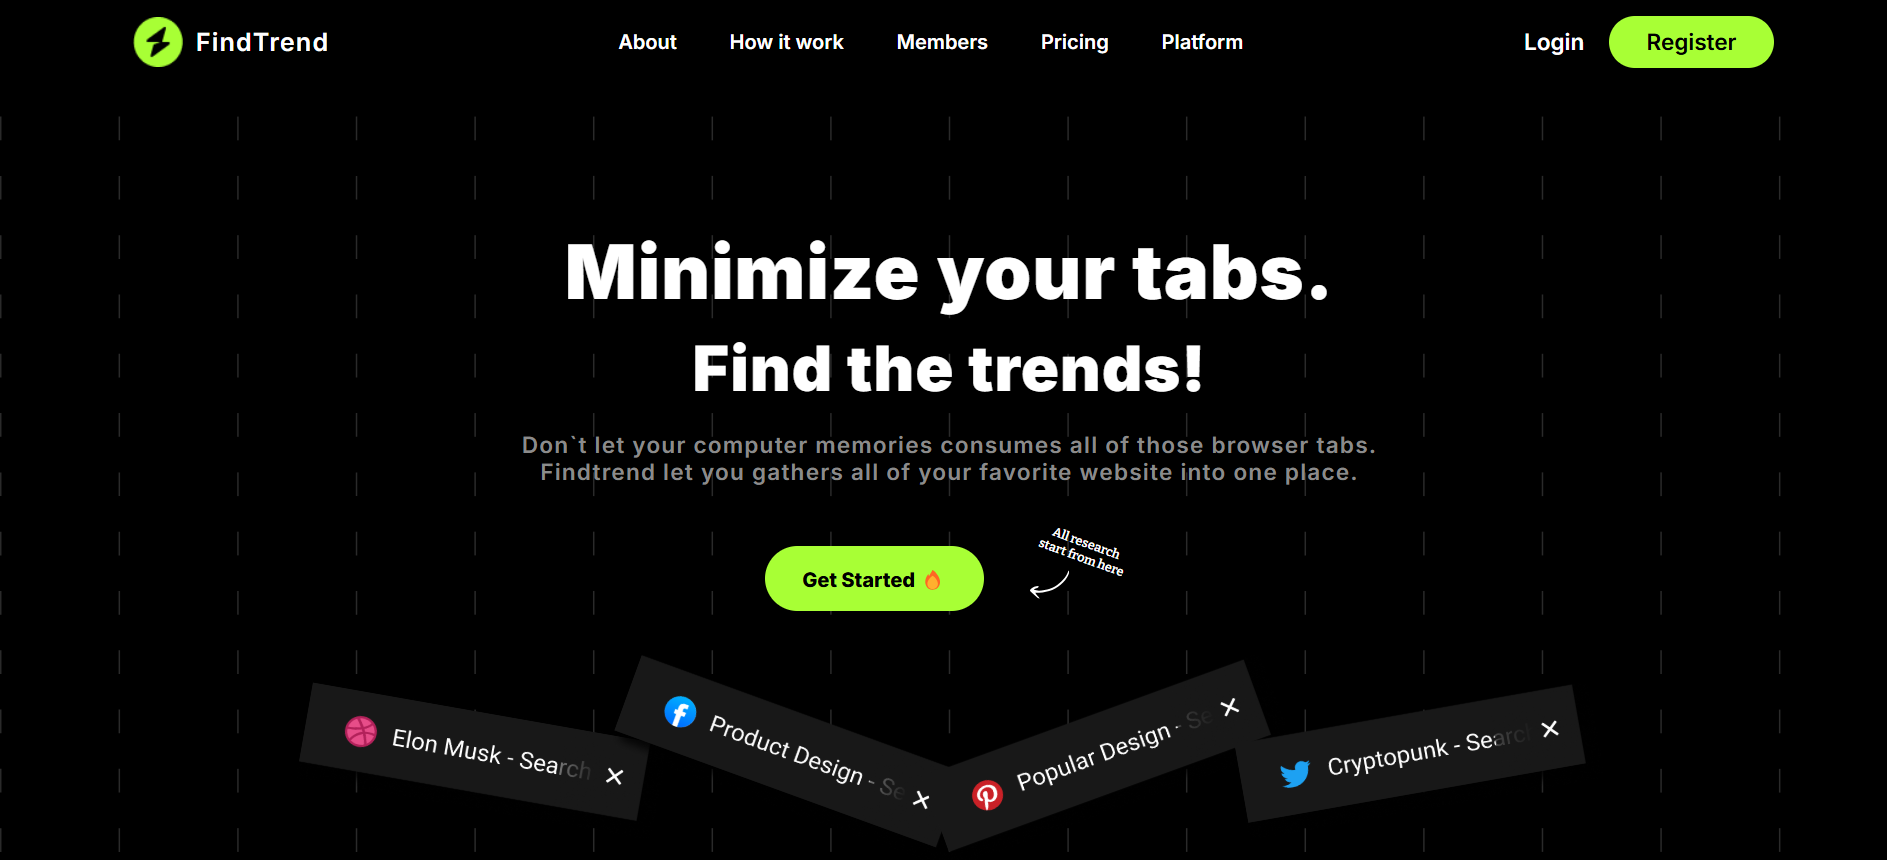 FindTrend
About
How it work
Members
Pricing
Platform
Login
Register
Minimize your tabs.
Find the trends!
Don`t let your computer memories consumes all of those browser tabs.
Findtrend let you gathers all of your favorite website into one place.
Get Started 🔥
All research
start from here
Elon Musk - Search
Product Design - Se
Popular Design - Se
Cryptopunk - Search